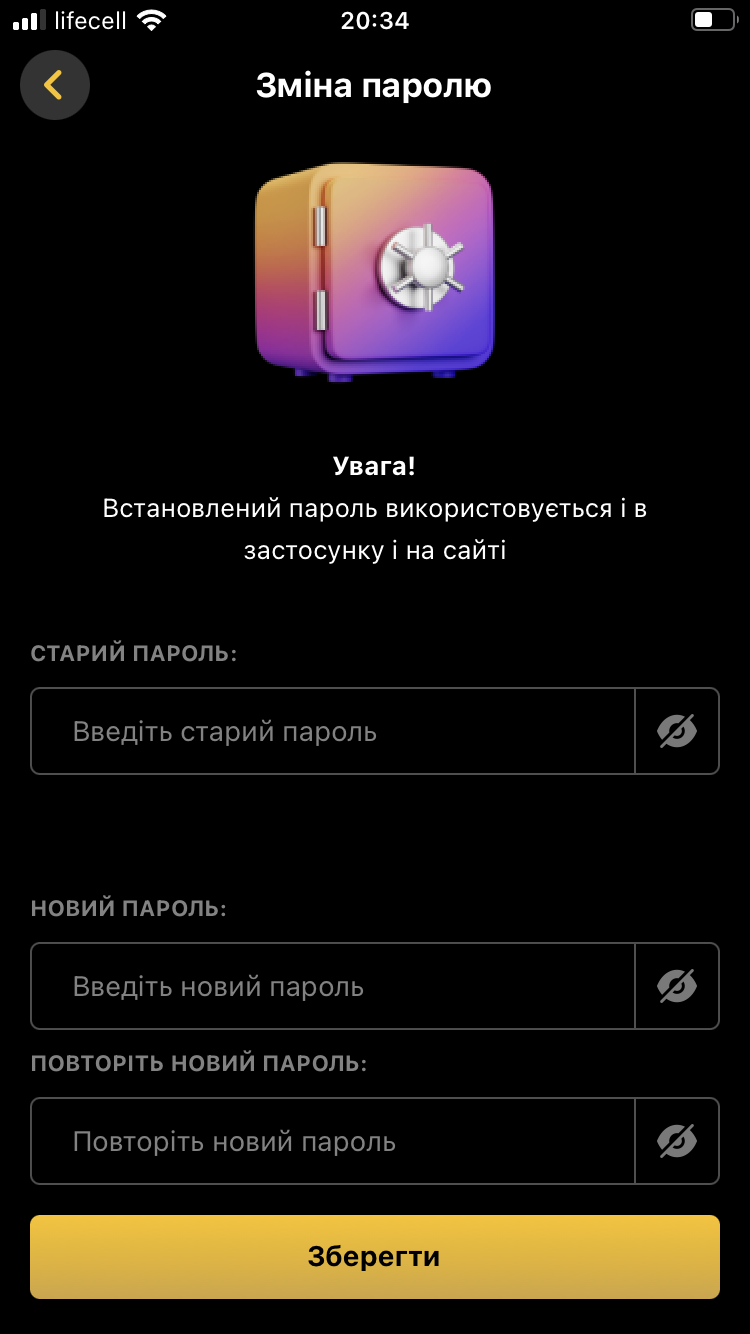 lifecell
20:34
Зміна паролю
Увага!
Встановлений пароль використовується і в
застосунку і на сайті
СТАРИЙ ПАРОЛЬ:
Введіть старий пароль
НОВИЙ ПАРОЛЬ:
Введіть новий пароль
ПОВТОРІТЬ НОВИЙ ПАРОЛЬ:
Повторіть новий пароль
Зберегти